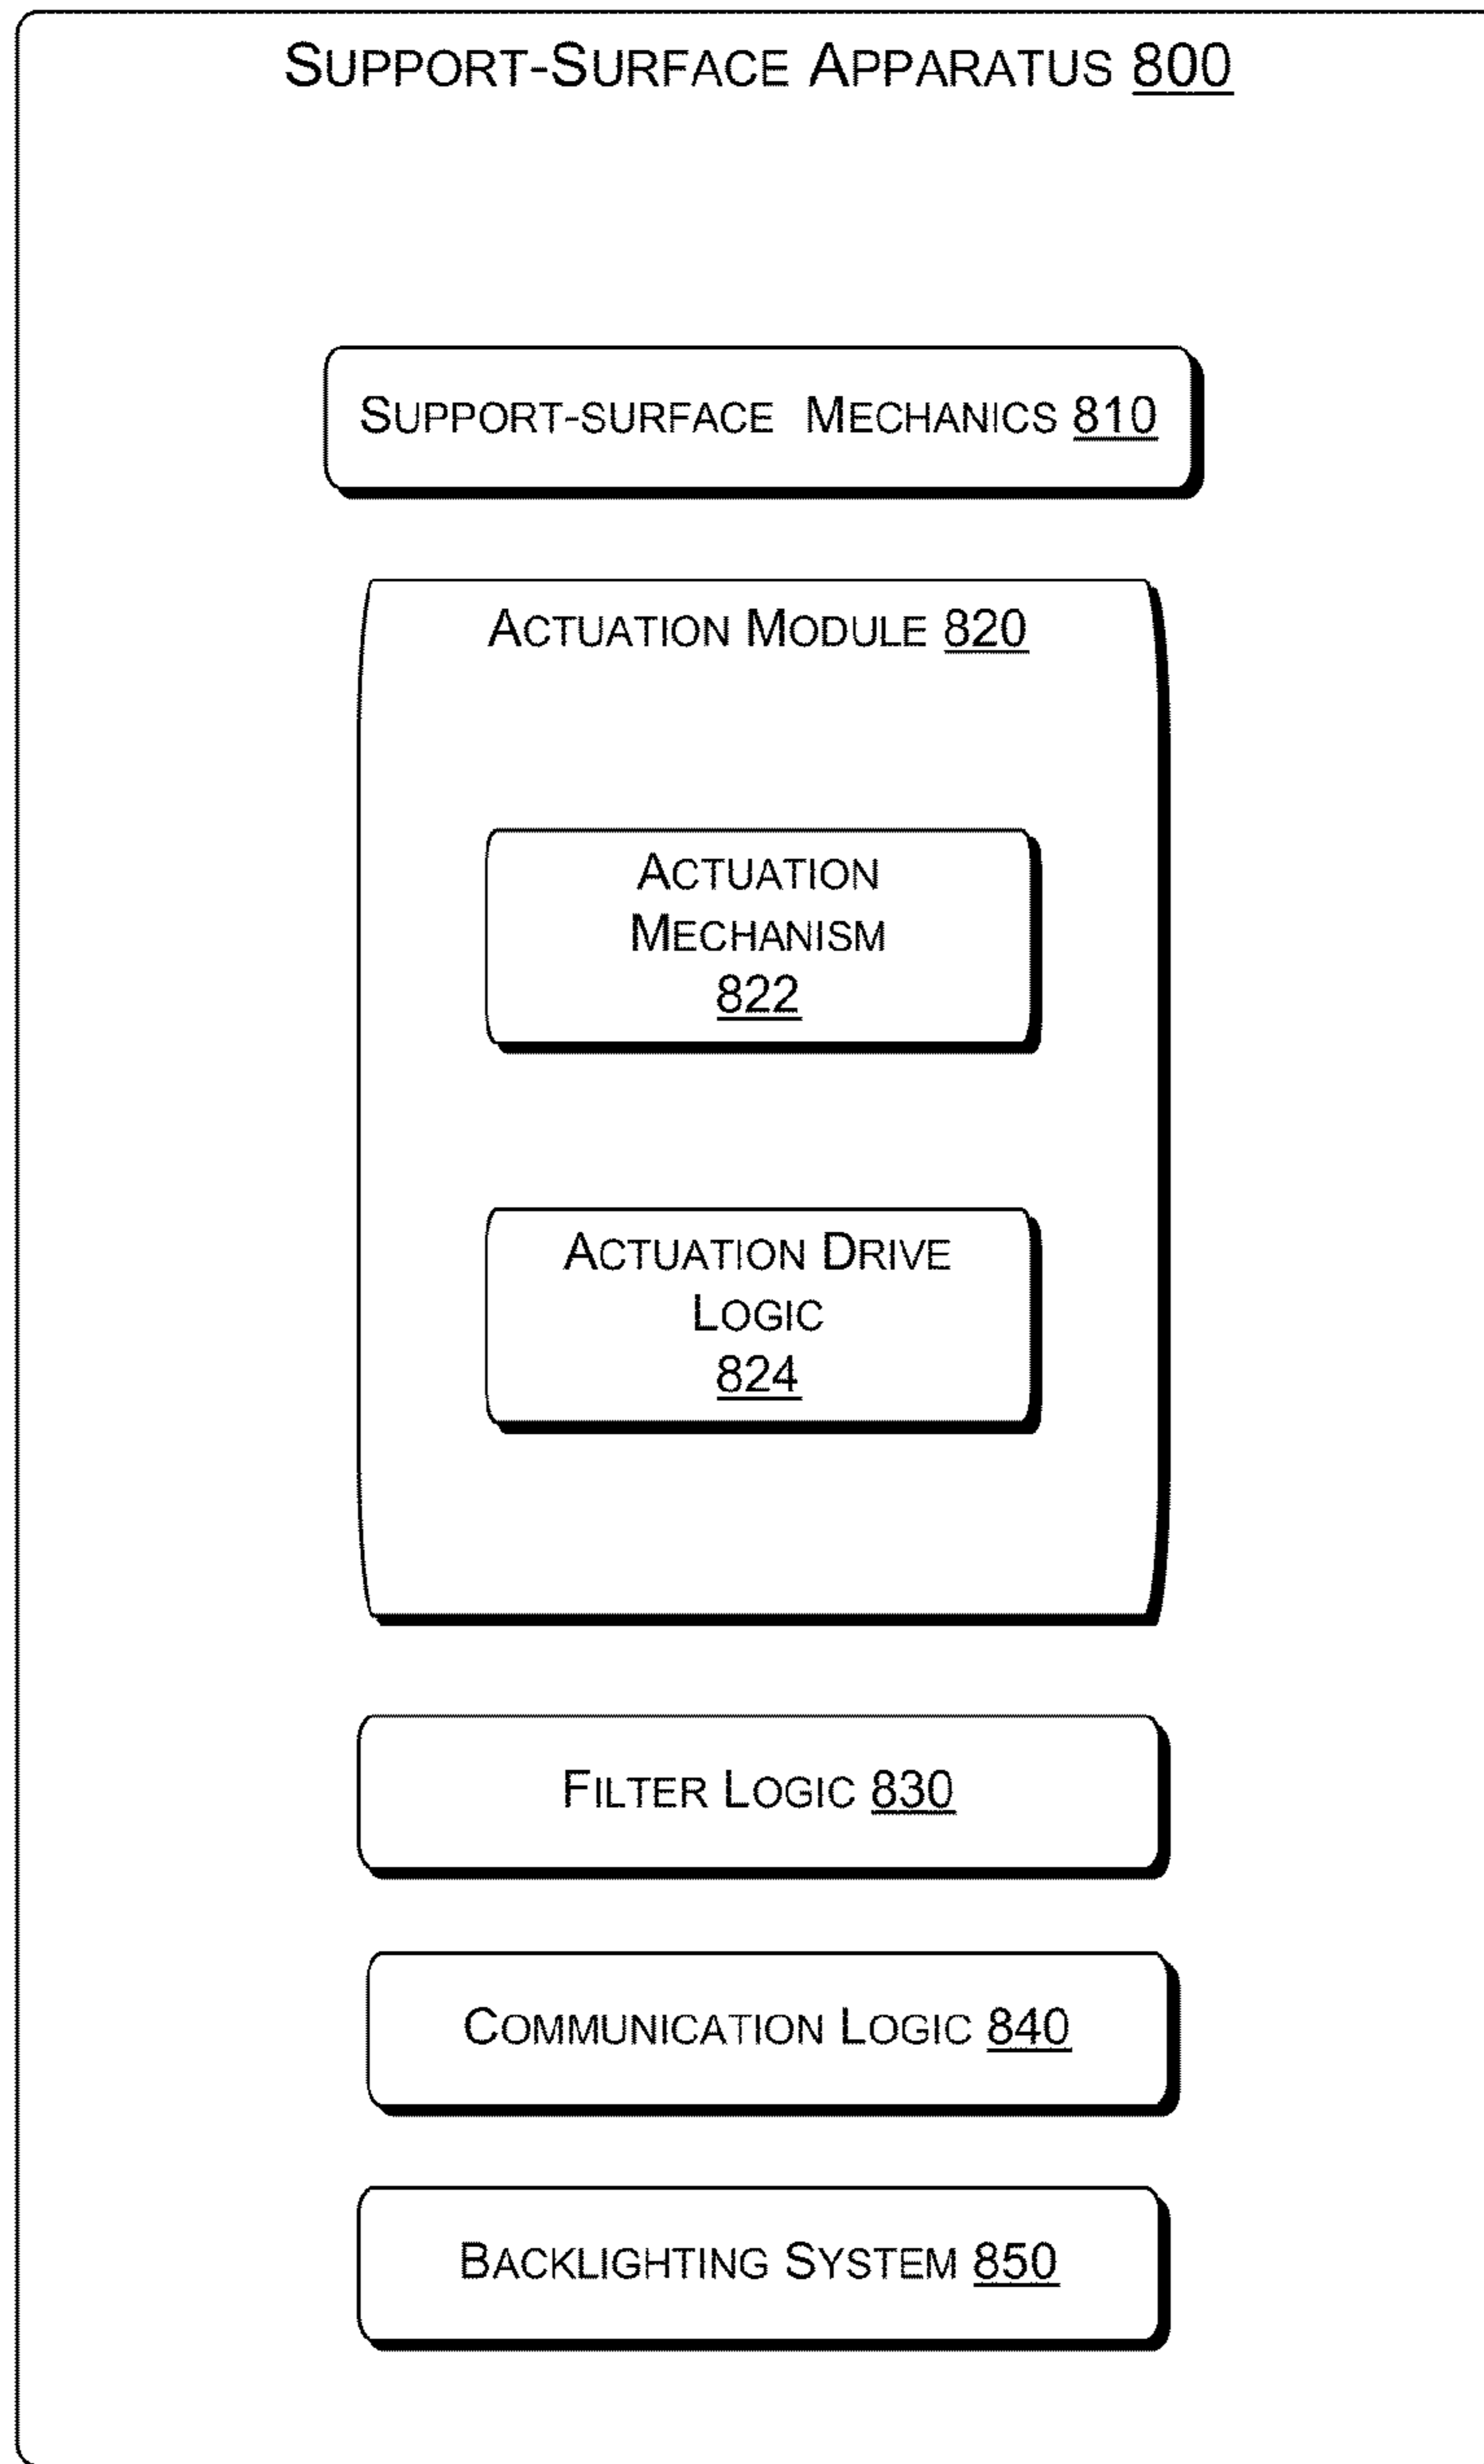 SUPPORT-SURFACE APPARATUS 800
SUPPORT-SURFACE MECHANICS 810
ACTUATION MODULE 820
ACTUATION
MECHANISM
822
ACTUATION DRIVE
LOGIC
824
FILTER LOGIC 830
COMMUNICATION LOGIC 840
BACKLIGHTING SYSTEM 850